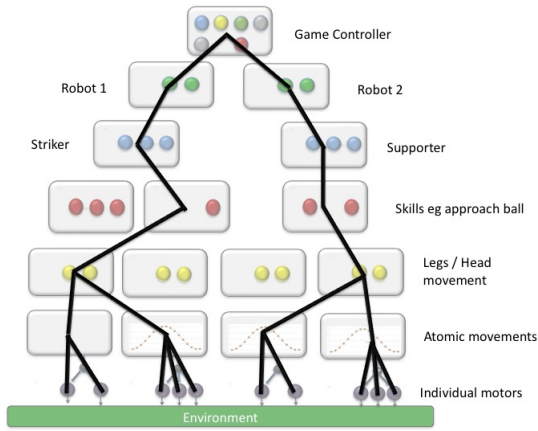 Game Controller
Robot 1
Robot 2
Striker
Supporter
Skills eg approach ball
Legs / Head
movement
Atomic movements
Individual motors
Environment